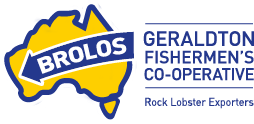 BROLOS
GERALDTON
FISHERMEN'S
CO-OPERATIVE
Rock Lobster Exporters